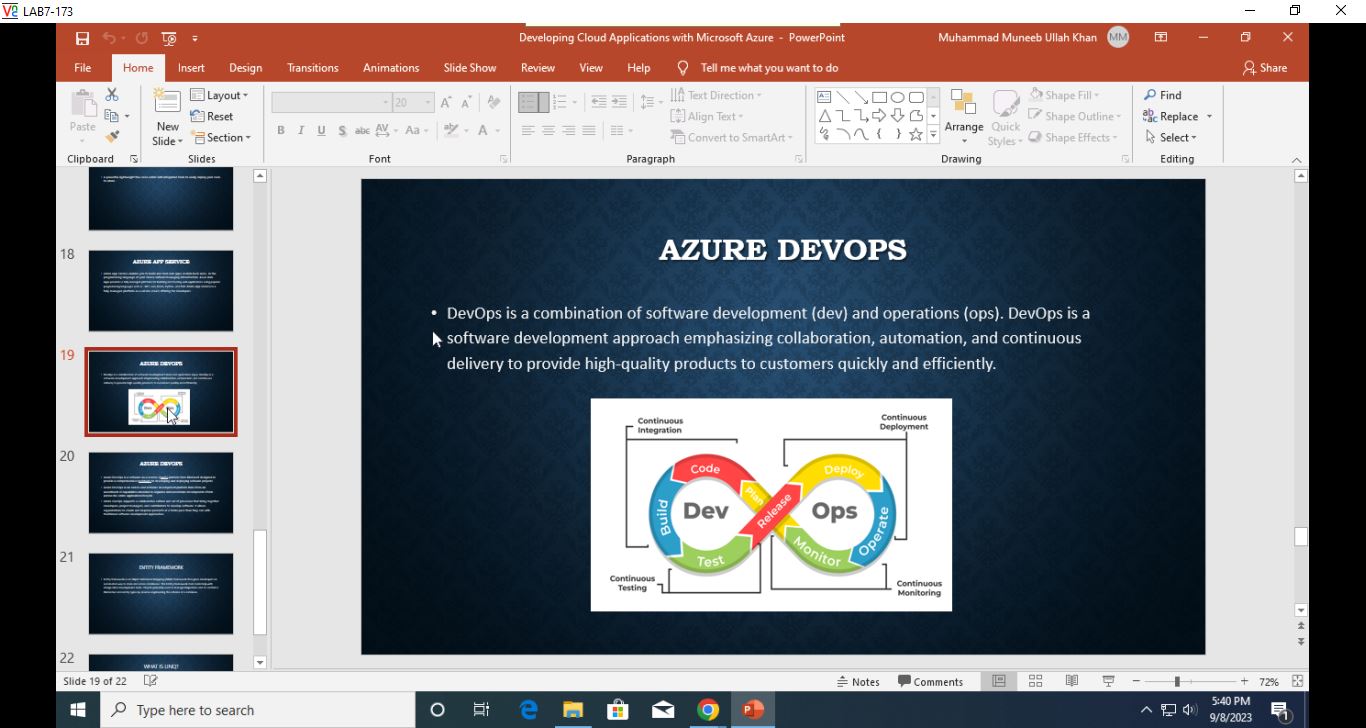 LAB7-173
Developing Cloud Applications with Microsoft Azure - PowerPoint
Muhammad Muneeb Ullah Khan MM
File Home Insert Design Transitions Animations Slide Show Review View Help Tell me what you want to do Share
Paste
New
Slide
Layout
Reset
Section
20
B I U S abc AV Aa A
Text Direction
Align Text
Convert to SmartArt
Arrange
Quick
Styles
Shape Fill
Shape Outline
Shape Effects
Find
Replace
Select
Clipboard Slides Font Paragraph Drawing Editing
18
AZURE APP SERVICE
19
AZURE DEVOPS
20
AZURE DEVOPS
21
ENTITY FRAMEWORK
22
WHAT IS LINQ?
AZURE DEVOPS
• DevOps is a combination of software development (dev) and operations (ops). DevOps is a
software development approach emphasizing collaboration, automation, and continuous
delivery to provide high-quality products to customers quickly and efficiently.
Continuous
Integration
Continuous
Deployment
Code
Plan
Build
Dev
Test
Release
Deploy
Ops
Operate
Monitor
Continuous
Testing
Continuous
Monitoring
Slide 19 of 22
Notes Comments 72%
Type here to search
5:40 PM
9/8/2023
1